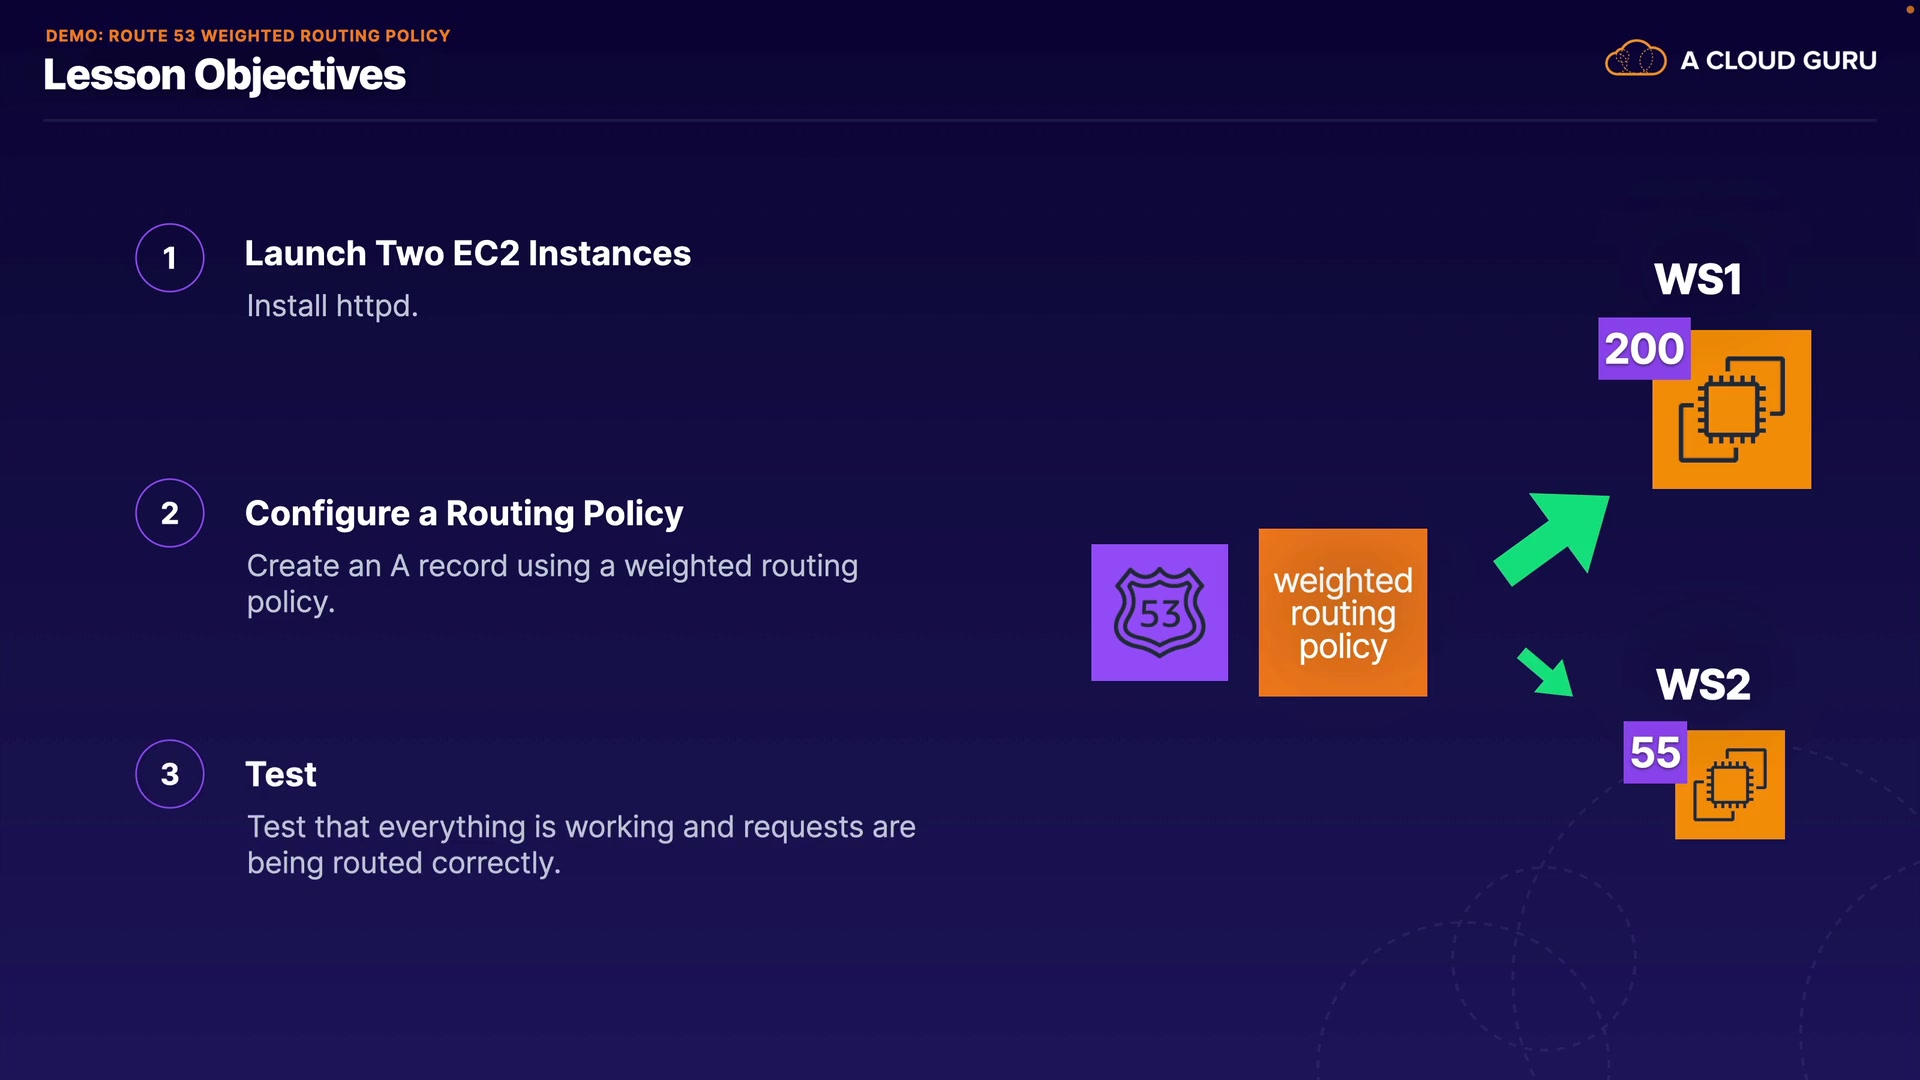 DEMO: ROUTE 53 WEIGHTED ROUTING POLICY
Lesson Objectives
A CLOUD GURU
1
Launch Two EC2 Instances
Install httpd.
2
Configure a Routing Policy
Create an A record using a weighted routing
policy.
3
Test
Test that everything is working and requests are
being routed correctly.
53
weighted
routing
policy
WS1
200
WS2
55